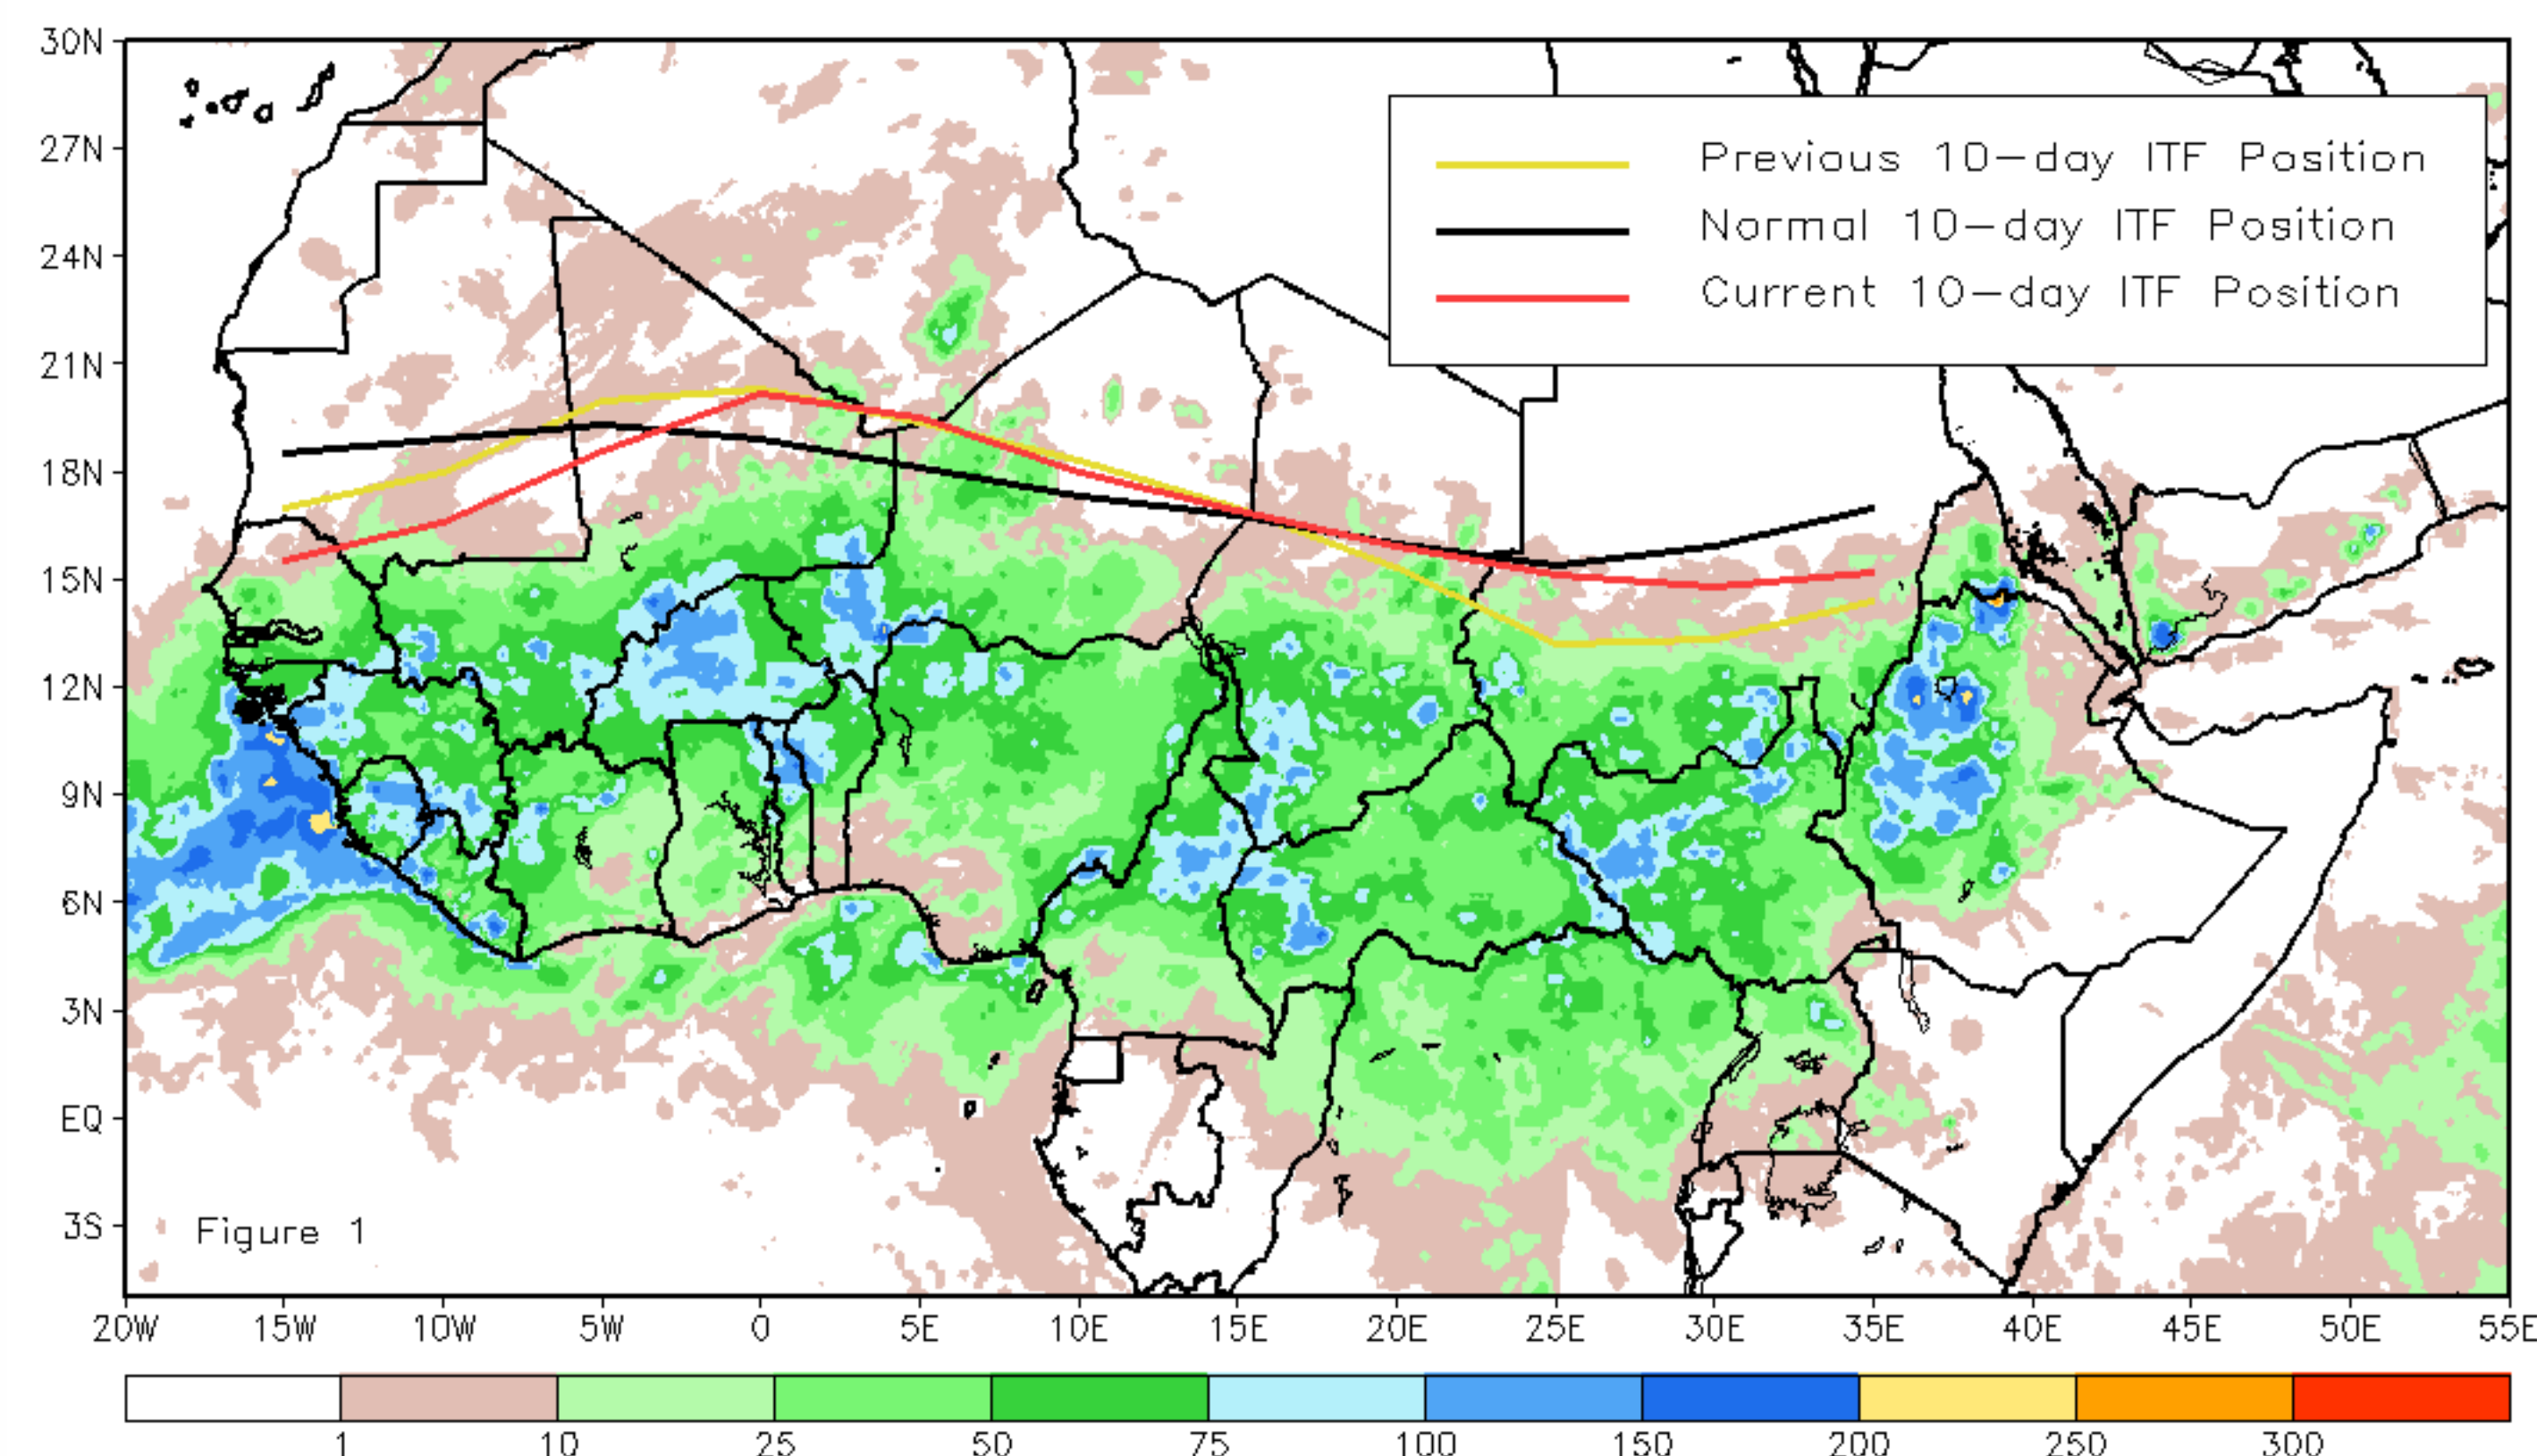 30N
27N
24N
21N
18N
15N
12N
9N
6N
3N
EQ
3S
Previous 10-day ITF Position
Normal 10-day ITF Position
Current 10-day ITF Position
Figure 1
20W 15W 10W 5W 0 5E 10E 15E 20E 25E 30E 35E 40E 45E 50E 55E
1 10 25 50 75 100 150 200 250 300